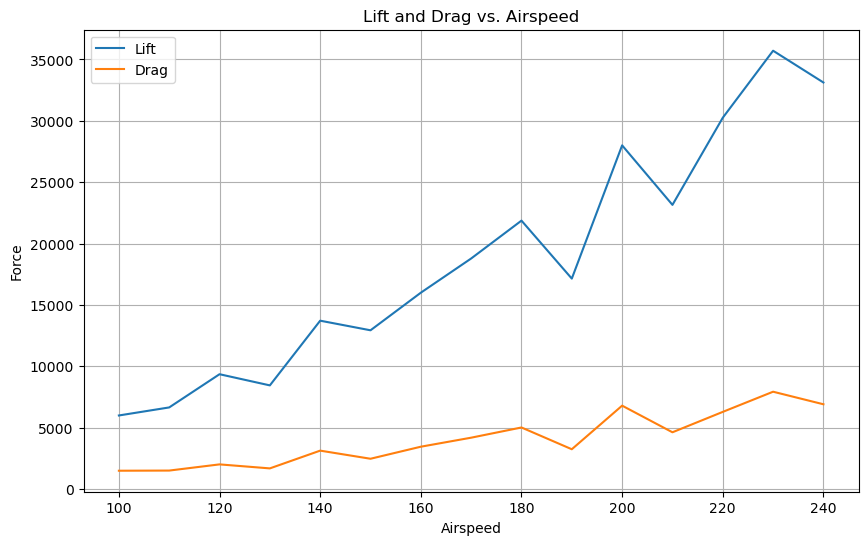 Lift and Drag vs. Airspeed
Lift
Drag
35000
30000
25000
20000
15000
10000
5000
0
Force
100 120 140 160 180 200 220 240
Airspeed